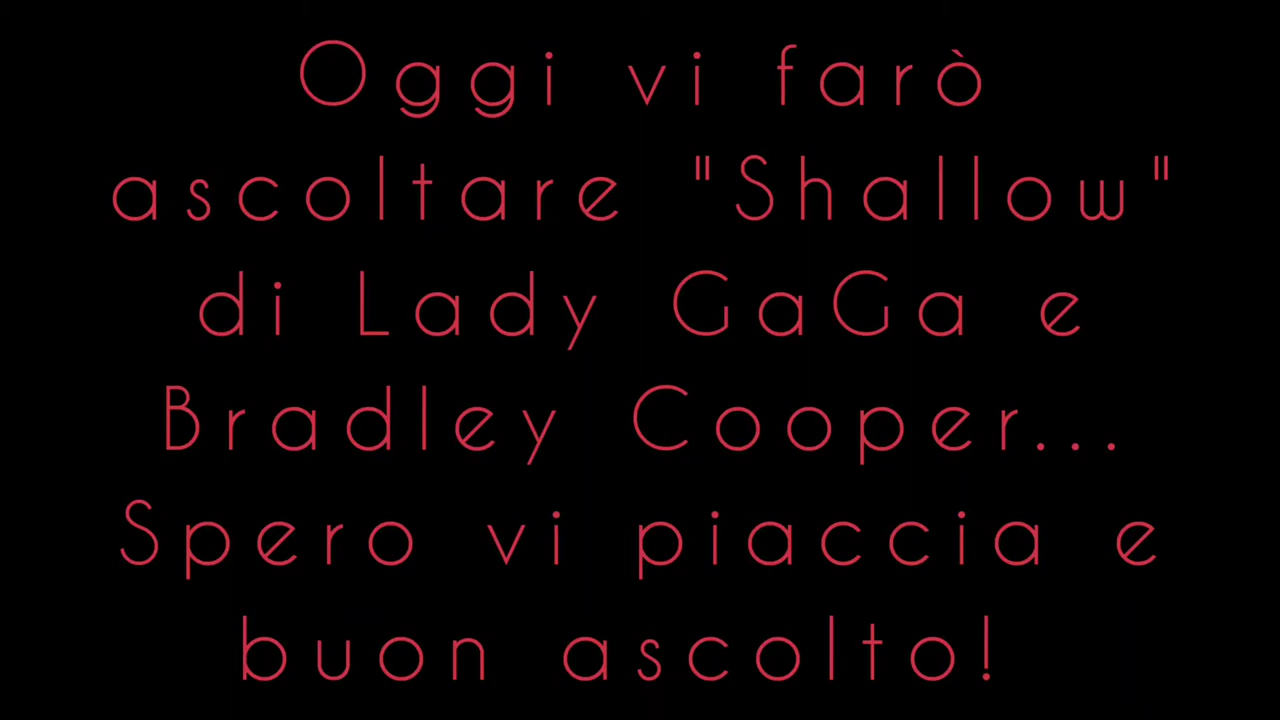 Oggi vi farò
ascoltare "Shallow"
di Lady GaGa e
Bradley Cooper...
Spero vi piaccia e
buon ascolto!